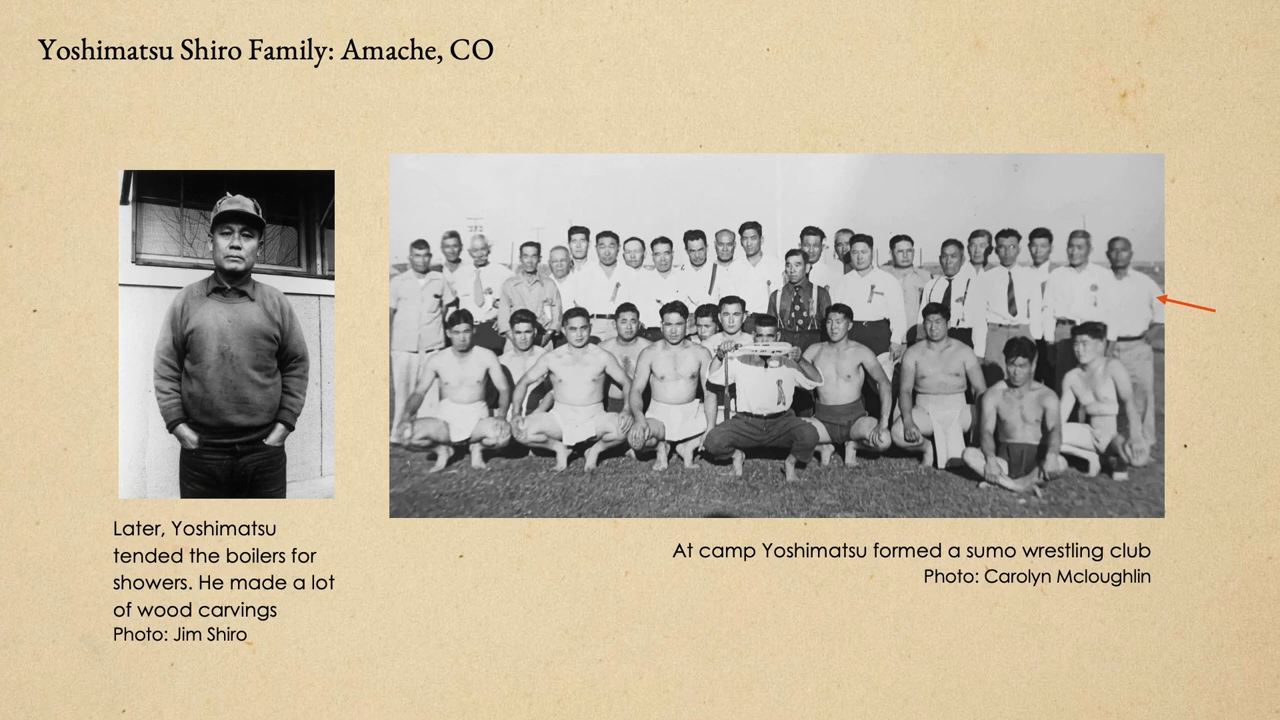 Yoshimatsu Shiro Family: Amache, CO
Later, Yoshimatsu
tended the boilers for
showers. He made a lot
of wood carvings
Photo: Jim Shiro
At camp Yoshimatsu formed a sumo wrestling club
Photo: Carolyn Mcloughlin